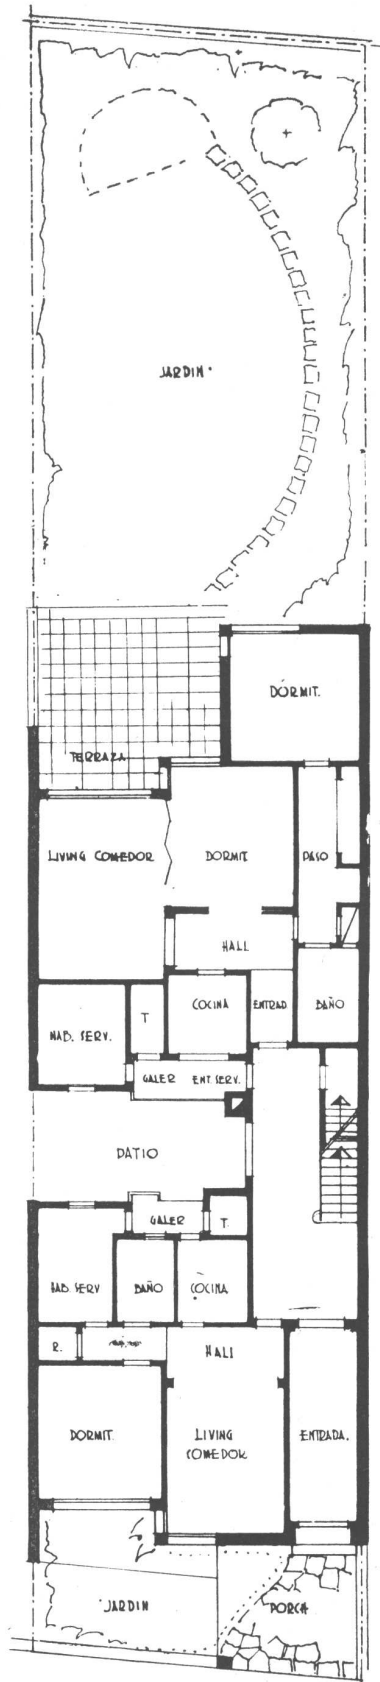 JARDIN
DORMIT.
TERRAZA
LIVING COMEDOR
DORMIT
PASO
HALL
COCINA
ENTRAD
BAÑO
T
HAB. SERV.
GALER
ENT. SERV.
PATIO
GALER
T.
HAB SERV
BAÑO
COCINA
R.
HALL
DORMIT.
LIVING
COMEDOR
ENTRADA.
JARDIN
PORCH